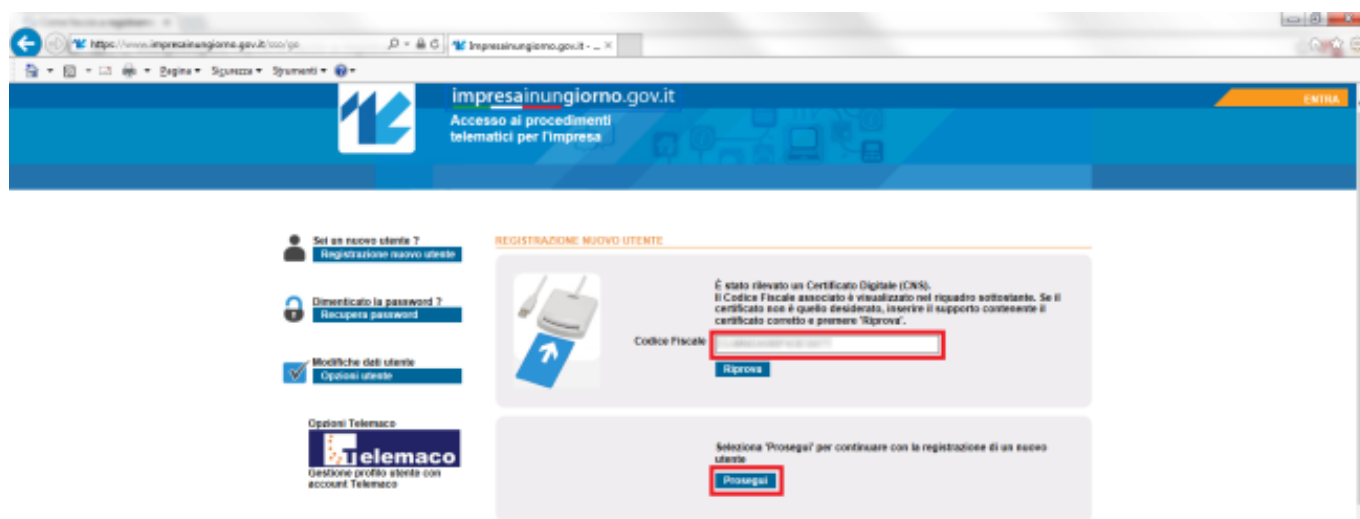 https://www.impresainungiorno.gov.it/sso/go
Impresainungiorno.gov.it - ...
Pagina Sicurezza Strumenti
impresainungiorno.gov.it
Accesso ai procedimenti
telematici per l'impresa
ENTRA
Sei un nuovo utente ?
Registrazione nuovo utente
Dimenticato la password ?
Recupera password
Modifiche dati utente
Opzioni utente
Opzioni Telemaco
Telemaco
Gestione profilo utente con
account Telemaco
REGISTRAZIONE NUOVO UTENTE
È stato rilevato un Certificato Digitale (CNS).
Il Codice Fiscale associato è visualizzato nel riquadro sottostante. Se il
certificato non è quello desiderato, inserire il supporto contenente il
certificato corretto e premere 'Riprova'.
Codice Fiscale
Riprova
Seleziona 'Prosegui' per continuare con la registrazione di un nuovo
utente
Prosegui